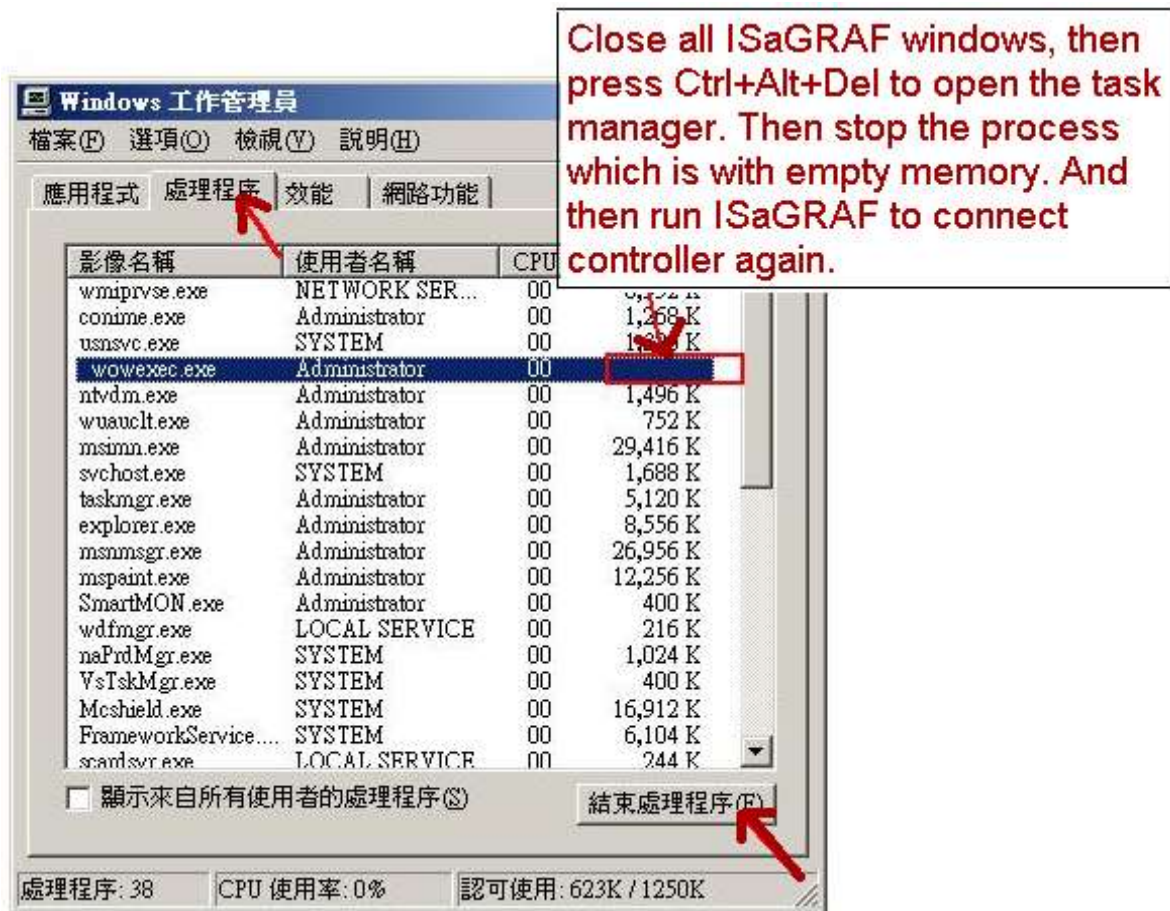 Close all ISaGRAF windows, then
press Ctrl+Alt+Del to open the task
manager. Then stop the process
which is with empty memory. And
then run ISaGRAF to connect
controller again.
Windows 工作管理員
檔案(F) 選項(O) 檢視(V) 說明(H)
應用程式 處理程序 效能 網路功能
影像名稱 使用者名稱 CPU
wmiprvse.exe NETWORK SER... 00
conime.exe Administrator 00 1,268 K
usnsvc.exe SYSTEM 00
wowexec.exe Administrator 00
ntvdm.exe Administrator 00 1,496 K
wuauclt.exe Administrator 00 752 K
msimn.exe Administrator 00 29,416 K
svchost.exe SYSTEM 00 1,688 K
taskmgr.exe Administrator 00 5,120 K
explorer.exe Administrator 00 8,556 K
msnmsgr.exe Administrator 00 26,956 K
mspaint.exe Administrator 00 12,256 K
SmartMON.exe Administrator 00 400 K
wdfmgr.exe LOCAL SERVICE 00 216 K
naPrdMgr.exe SYSTEM 00 1,024 K
VsTskMgr.exe SYSTEM 00 400 K
Mcshield.exe SYSTEM 00 16,912 K
FrameworkService.... SYSTEM 00 6,104 K
scardsvr.exe LOCAL SERVICE 00 244 K
顯示來自所有使用者的處理程序(S) 結束處理程序(E)
處理程序: 38 CPU 使用率: 0% 認可使用: 623K / 1250K